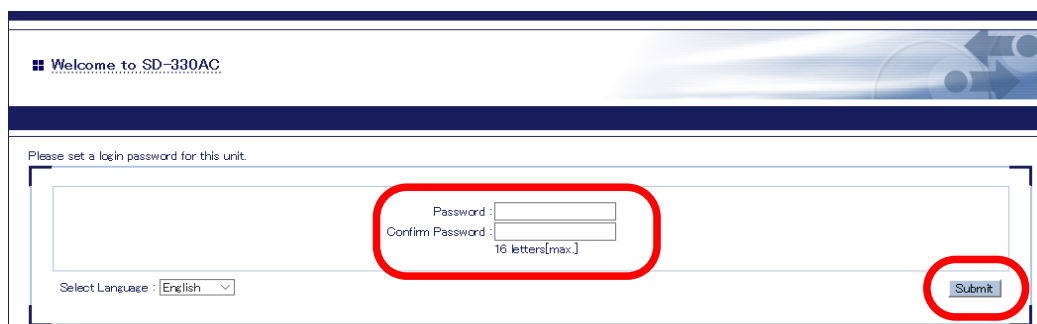 Welcome to SD-330AC
Please set a login password for this unit.
Password :
Confirm Password :
16 letters[max.]
Select Language : English
Submit